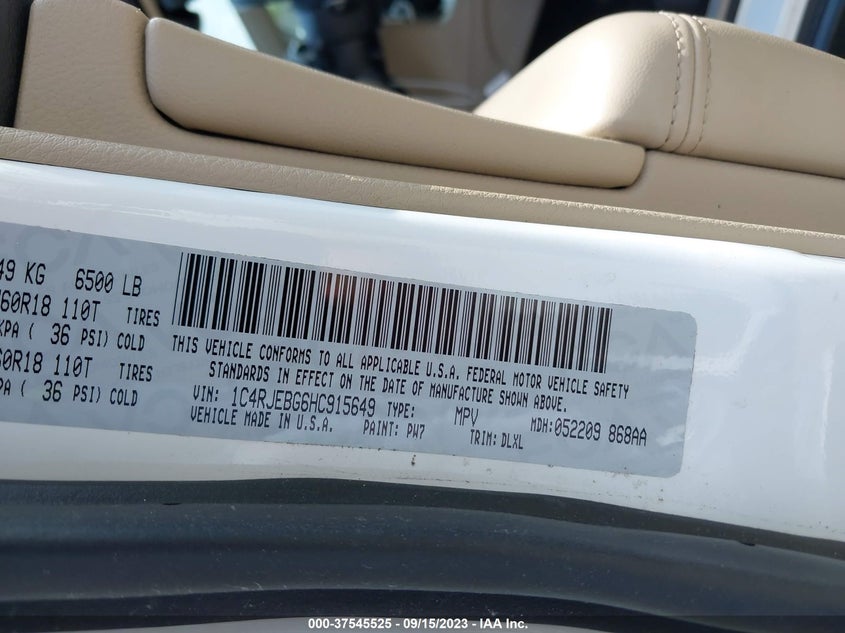 49 KG 6500 LB
60R18 110T TIRES
KPA ( 36 PSI) COLD
60R18 110T TIRES
PA ( 36 PSI) COLD
THIS VEHICLE CONFORMS TO ALL APPLICABLE U.S.A. FEDERAL MOTOR VEHICLE SAFETY
STANDARDS IN EFFECT ON THE DATE OF MANUFACTURE SHOWN ABOVE.
VIN: 1C4RJEBG6HC915649 TYPE: MPV MDH:052209 868AA
VEHICLE MADE IN U.S.A. PAINT: PW7 TRIM: DLXL
000-37545525 - 09/15/2023 - IAA Inc.